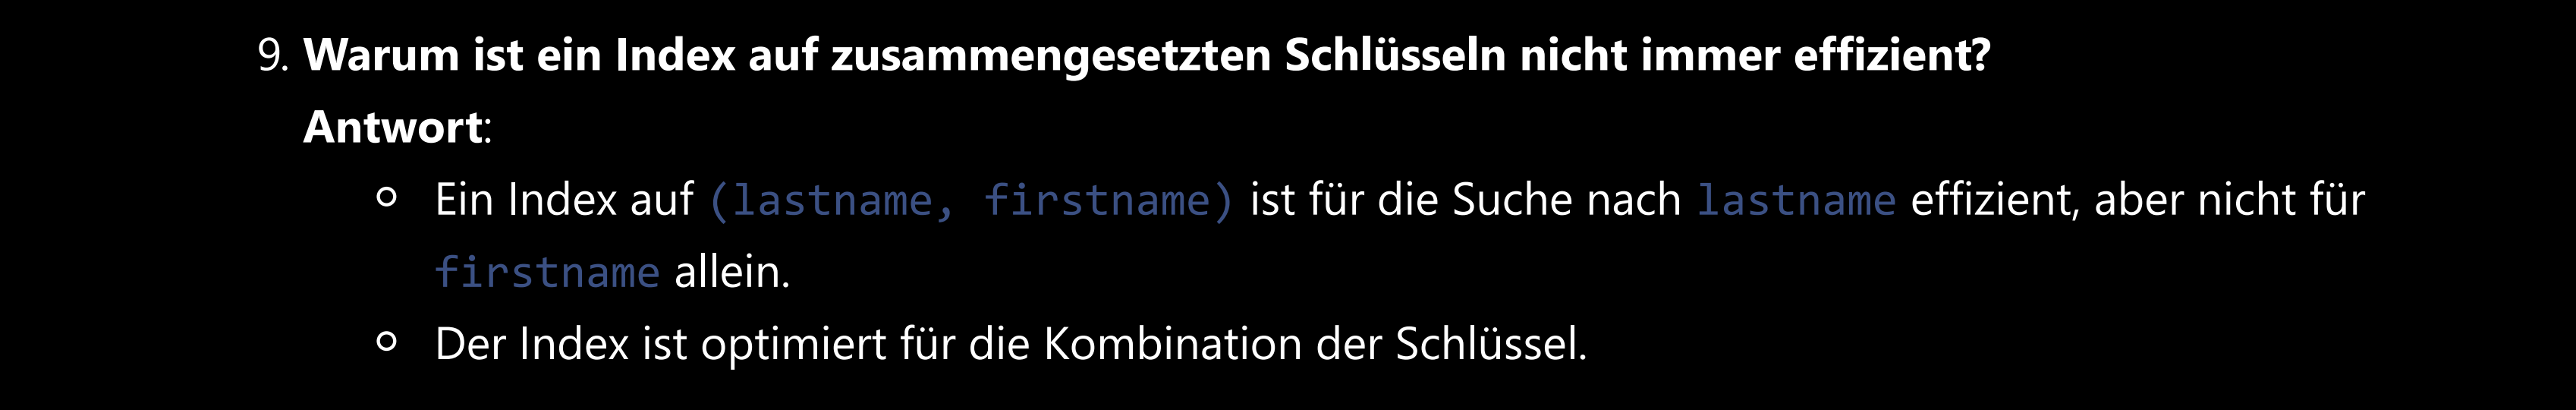 9. Warum ist ein Index auf zusammengesetzten Schlüsseln nicht immer effizient?
Antwort:
Ein Index auf (lastname, firstname) ist für die Suche nach lastname effizient, aber nicht für
firstname allein.
Der Index ist optimiert für die Kombination der Schlüssel.